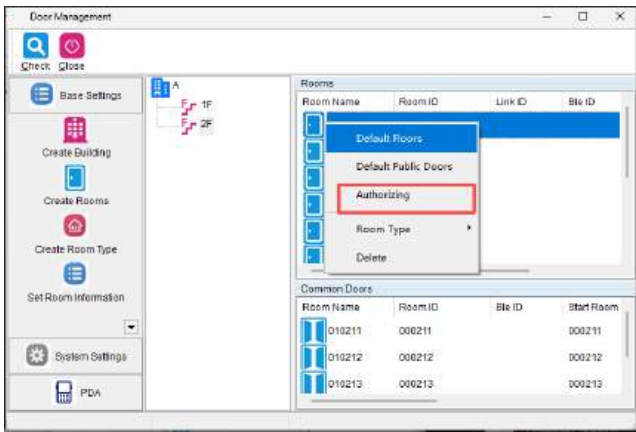 Door Management
Check Close
Base Settings
Create Building
Create Rooms
Create Room Type
Set Room Information
System Settings
PDA
A
1F
2F
Rooms
Room Name Room ID Link ID Ble ID
Default Floors
Default Public Doors
Authorizing
Room Type
Delete
Common Doors
Room Name Room ID Ble ID Start Room
010211 000211 000211
010212 000212 000212
010213 000213 000213